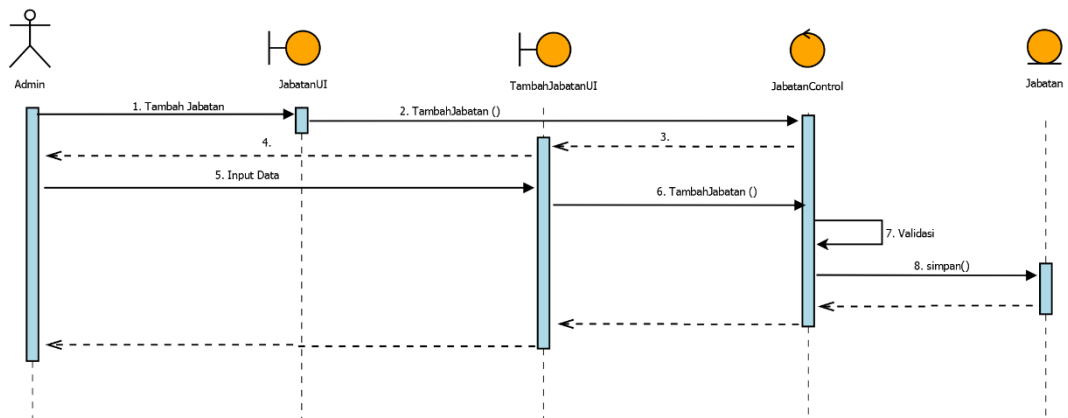 Admin
JabatanUI
TambahJabatanUI
JabatanControl
Jabatan
1. Tambah Jabatan
2. TambahJabatan ()
3.
4.
5. Input Data
6. TambahJabatan ()
7. Validasi
8. simpan()